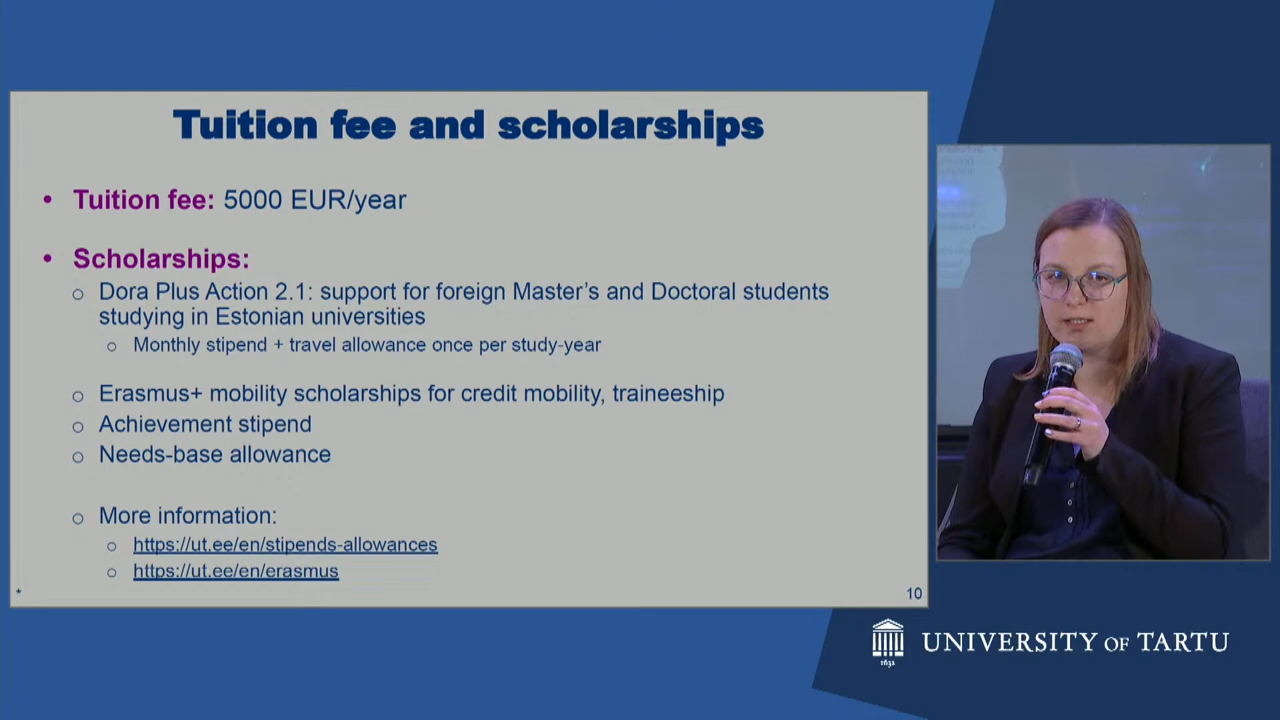 Tuition fee and scholarships
• Tuition fee: 5000 EUR/year
• Scholarships:
o Dora Plus Action 2.1: support for foreign Master's and Doctoral students
studying in Estonian universities
o Monthly stipend + travel allowance once per study-year
o Erasmus+ mobility scholarships for credit mobility, traineeship
o Achievement stipend
o Needs-base allowance
o More information:
o https://ut.ee/en/stipends-allowances
o https://ut.ee/en/erasmus
*
10
UNIVERSITY OF TARTU
1632